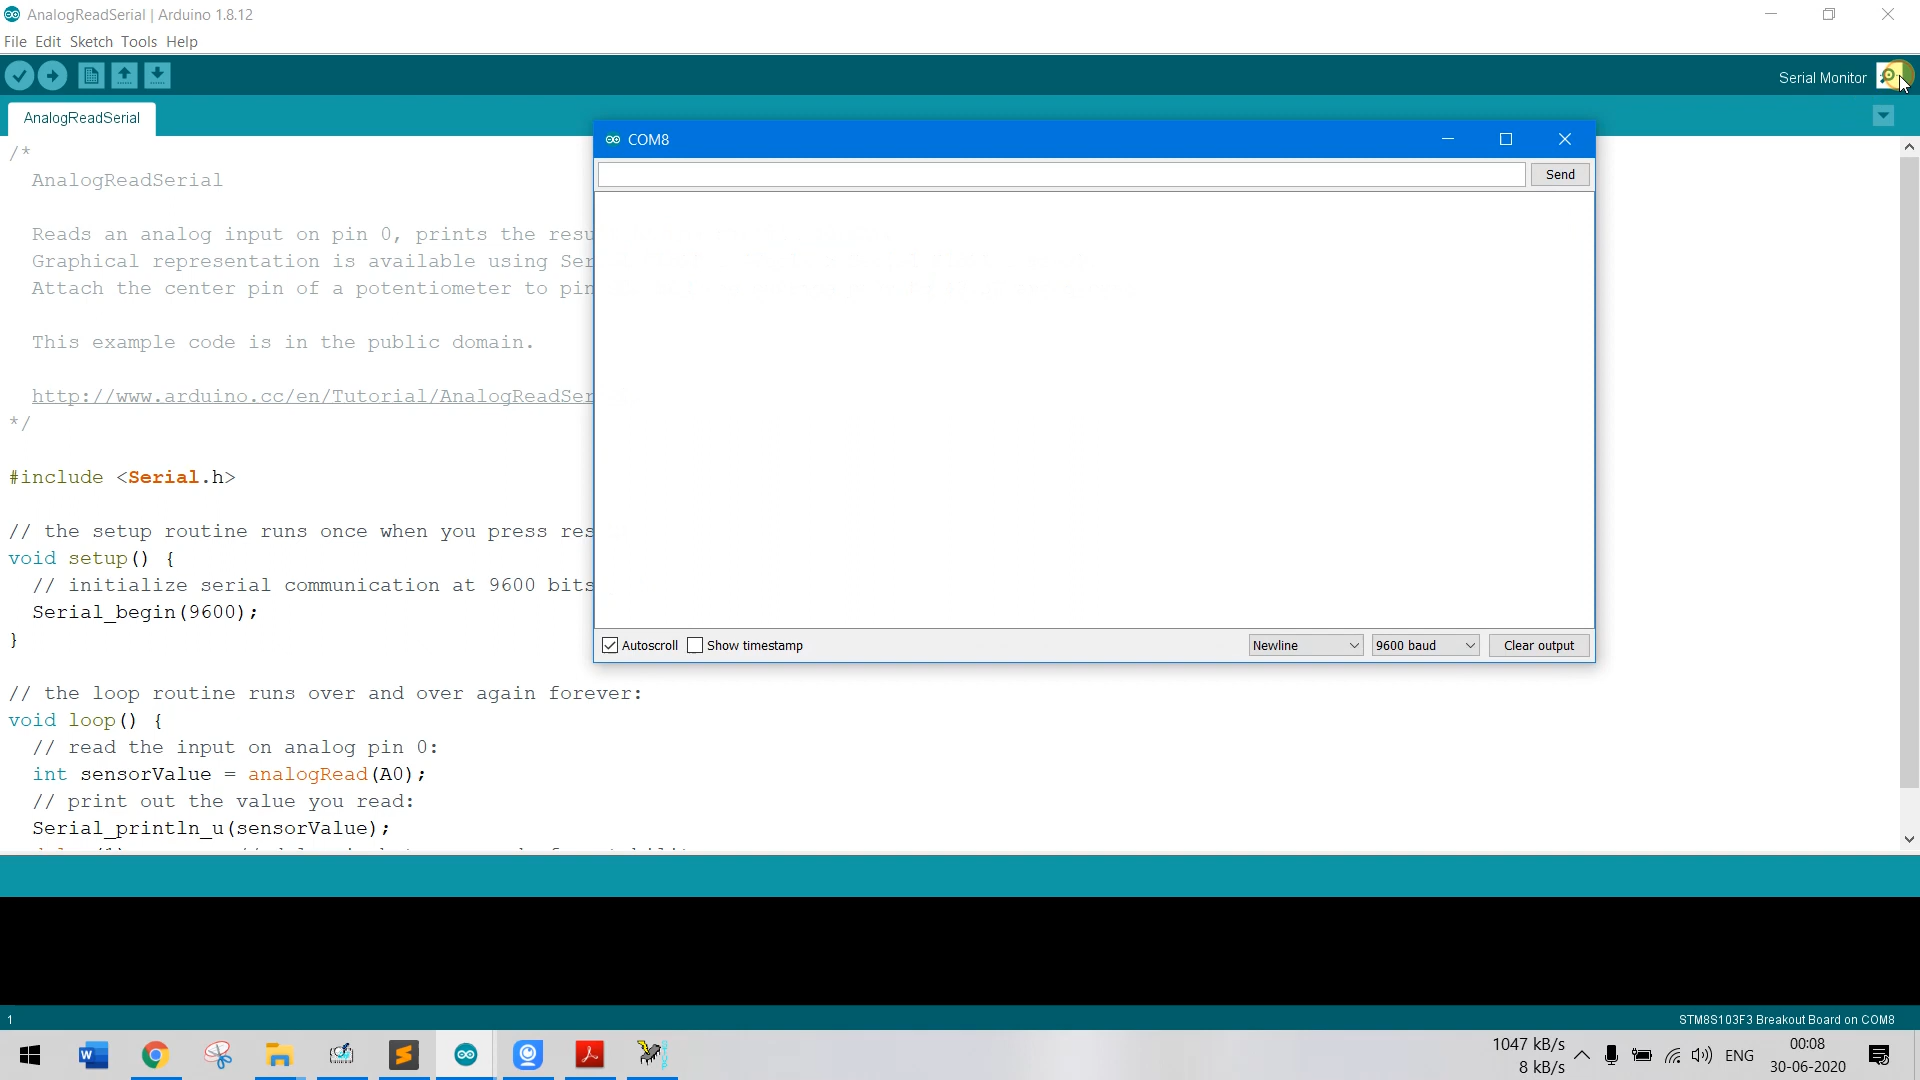 AnalogReadSerial | Arduino 1.8.12
File Edit Sketch Tools Help
Serial Monitor
AnalogReadSerial
COM8
Send
/*
AnalogReadSerial
Reads an analog input on pin 0, prints the resu
Graphical representation is available using Ser
Attach the center pin of a potentiometer to pin
This example code is in the public domain.
http://www.arduino.cc/en/Tutorial/AnalogReadSer
*/
#include <Serial.h>
// the setup routine runs once when you press res
void setup() {
// initialize serial communication at 9600 bits
Serial_begin(9600);
}
Autoscroll Show timestamp Newline 9600 baud Clear output
// the loop routine runs over and over again forever:
void loop() {
// read the input on analog pin 0:
int sensorValue = analogRead(A0);
// print out the value you read:
Serial_println_u(sensorValue);
1 STM8S103F3 Breakout Board on COM8
1047 kB/s
8 kB/s
ENG
00:08
30-06-2020